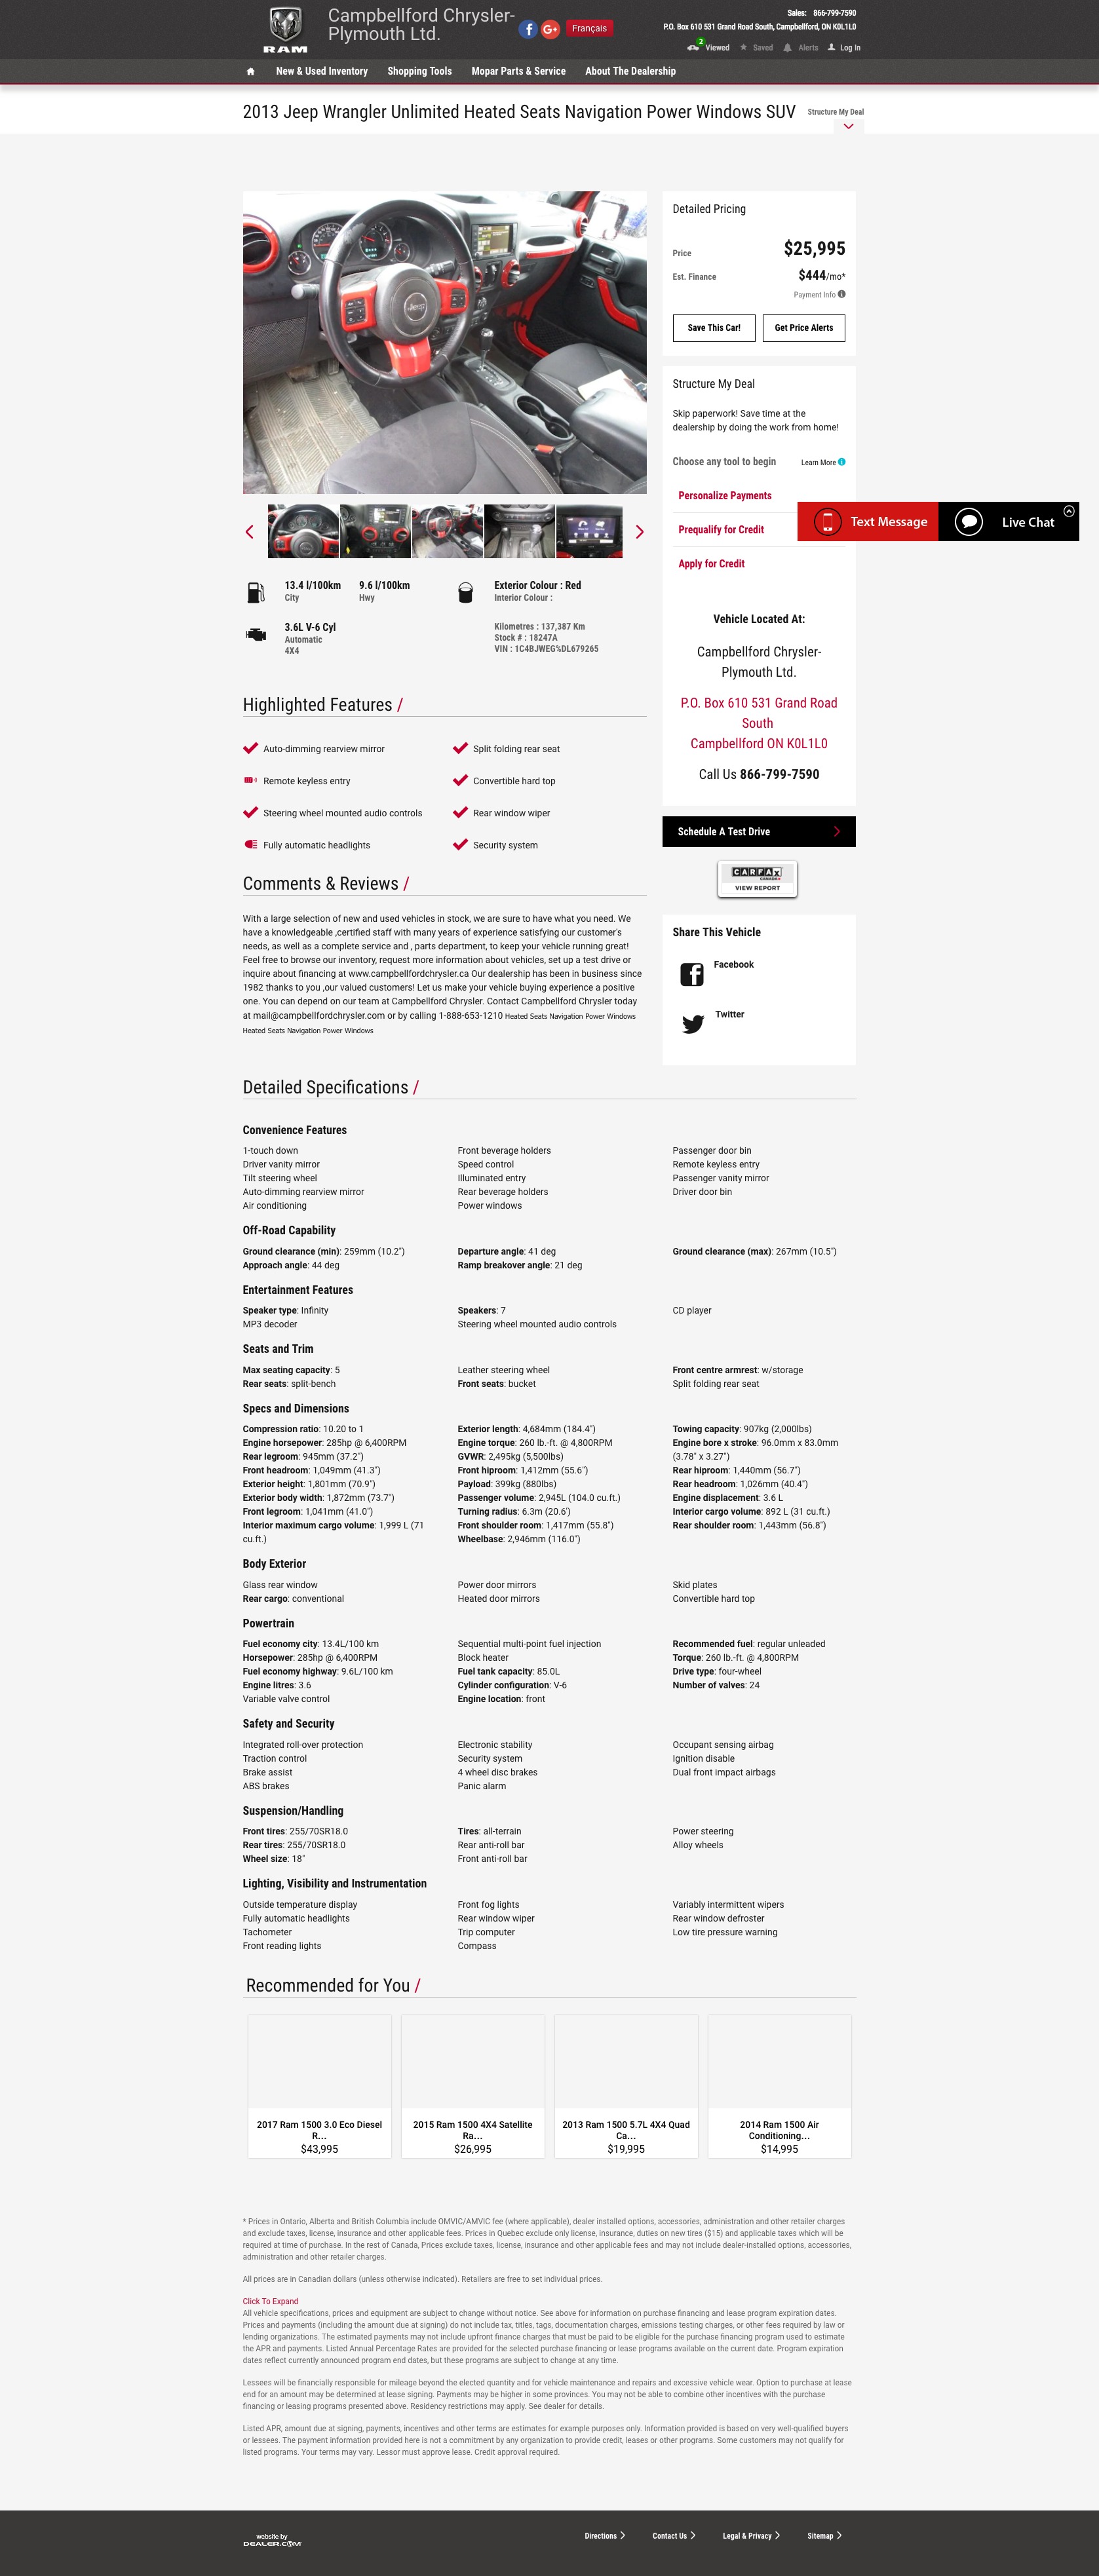 RAM
Campbellford Chrysler-
Plymouth Ltd.
Français
Sales: 866-799-7590
P.O. Box 610 531 Grand Road South, Campbellford, ON K0L1L0
2
Viewed Saved Alerts Log In
New & Used Inventory Shopping Tools Mopar Parts & Service About The Dealership
2013 Jeep Wrangler Unlimited Heated Seats Navigation Power Windows SUV
Structure My Deal
Detailed Pricing
Price $25,995
Est. Finance $444/mo*
Payment Info
Save This Car! Get Price Alerts
Structure My Deal
Skip paperwork! Save time at the
dealership by doing the work from home!
Choose any tool to begin Learn More
Personalize Payments
Prequalify for Credit
Apply for Credit
Text Message Live Chat
13.4 l/100km 9.6 l/100km
City Hwy
Exterior Colour : Red
Interior Colour :
3.6L V-6 Cyl
Automatic
4X4
Kilometres : 137,387 Km
Stock # : 18247A
VIN : 1C4BJWEG%DL679265
Vehicle Located At:
Campbellford Chrysler-
Plymouth Ltd.
P.O. Box 610 531 Grand Road
South
Campbellford ON K0L1L0
Call Us 866-799-7590
Schedule A Test Drive
CARFAX
CANADA
VIEW REPORT
Share This Vehicle
Facebook
Twitter
Highlighted Features /
Auto-dimming rearview mirror Split folding rear seat
Remote keyless entry Convertible hard top
Steering wheel mounted audio controls Rear window wiper
Fully automatic headlights Security system
Comments & Reviews /
With a large selection of new and used vehicles in stock, we are sure to have what you need. We
have a knowledgeable ,certified staff with many years of experience satisfying our customer's
needs, as well as a complete service and , parts department, to keep your vehicle running great!
Feel free to browse our inventory, request more information about vehicles, set up a test drive or
inquire about financing at www.campbellfordchrysler.ca Our dealership has been in business since
1982 thanks to you ,our valued customers! Let us make your vehicle buying experience a positive
one. You can depend on our team at Campbellford Chrysler. Contact Campbellford Chrysler today
at mail@campbellfordchrysler.com or by calling 1-888-653-1210 Heated Seats Navigation Power Windows
Heated Seats Navigation Power Windows
Detailed Specifications /
Convenience Features
1-touch down Front beverage holders Passenger door bin
Driver vanity mirror Speed control Remote keyless entry
Tilt steering wheel Illuminated entry Passenger vanity mirror
Auto-dimming rearview mirror Rear beverage holders Driver door bin
Air conditioning Power windows
Off-Road Capability
Ground clearance (min): 259mm (10.2") Departure angle: 41 deg Ground clearance (max): 267mm (10.5")
Approach angle: 44 deg Ramp breakover angle: 21 deg
Entertainment Features
Speaker type: Infinity Speakers: 7 CD player
MP3 decoder Steering wheel mounted audio controls
Seats and Trim
Max seating capacity: 5 Leather steering wheel Front centre armrest: w/storage
Rear seats: split-bench Front seats: bucket Split folding rear seat
Specs and Dimensions
Compression ratio: 10.20 to 1 Exterior length: 4,684mm (184.4") Towing capacity: 907kg (2,000lbs)
Engine horsepower: 285hp @ 6,400RPM Engine torque: 260 lb.-ft. @ 4,800RPM Engine bore x stroke: 96.0mm x 83.0mm
Rear legroom: 945mm (37.2") GVWR: 2,495kg (5,500lbs) (3.78" x 3.27")
Front headroom: 1,049mm (41.3") Front hiproom: 1,412mm (55.6") Rear hiproom: 1,440mm (56.7")
Exterior height: 1,801mm (70.9") Payload: 399kg (880lbs) Rear headroom: 1,026mm (40.4")
Exterior body width: 1,872mm (73.7") Passenger volume: 2,945L (104.0 cu.ft.) Engine displacement: 3.6 L
Front legroom: 1,041mm (41.0") Turning radius: 6.3m (20.6') Interior cargo volume: 892 L (31 cu.ft.)
Interior maximum cargo volume: 1,999 L (71 Front shoulder room: 1,417mm (55.8") Rear shoulder room: 1,443mm (56.8")
cu.ft.) Wheelbase: 2,946mm (116.0")
Body Exterior
Glass rear window Power door mirrors Skid plates
Rear cargo: conventional Heated door mirrors Convertible hard top
Powertrain
Fuel economy city: 13.4L/100 km Sequential multi-point fuel injection Recommended fuel: regular unleaded
Horsepower: 285hp @ 6,400RPM Block heater Torque: 260 lb.-ft. @ 4,800RPM
Fuel economy highway: 9.6L/100 km Fuel tank capacity: 85.0L Drive type: four-wheel
Engine litres: 3.6 Cylinder configuration: V-6 Number of valves: 24
Variable valve control Engine location: front
Safety and Security
Integrated roll-over protection Electronic stability Occupant sensing airbag
Traction control Security system Ignition disable
Brake assist 4 wheel disc brakes Dual front impact airbags
ABS brakes Panic alarm
Suspension/Handling
Front tires: 255/70SR18.0 Tires: all-terrain Power steering
Rear tires: 255/70SR18.0 Rear anti-roll bar Alloy wheels
Wheel size: 18" Front anti-roll bar
Lighting, Visibility and Instrumentation
Outside temperature display Front fog lights Variably intermittent wipers
Fully automatic headlights Rear window wiper Rear window defroster
Tachometer Trip computer Low tire pressure warning
Front reading lights Compass
Recommended for You /
2017 Ram 1500 3.0 Eco Diesel 2015 Ram 1500 4X4 Satellite 2013 Ram 1500 5.7L 4X4 Quad 2014 Ram 1500 Air
R... Ra... Ca... Conditioning...
$43,995 $26,995 $19,995 $14,995
* Prices in Ontario, Alberta and British Columbia include OMVIC/AMVIC fee (where applicable), dealer installed options, accessories, administration and other retailer charges
and exclude taxes, license, insurance and other applicable fees. Prices in Quebec exclude only license, insurance, duties on new tires ($15) and applicable taxes which will be
required at time of purchase. In the rest of Canada, Prices exclude taxes, license, insurance and other applicable fees and may not include dealer-installed options, accessories,
administration and other retailer charges.
All prices are in Canadian dollars (unless otherwise indicated). Retailers are free to set individual prices.
Click To Expand
All vehicle specifications, prices and equipment are subject to change without notice. See above for information on purchase financing and lease program expiration dates.
Prices and payments (including the amount due at signing) do not include tax, titles, tags, documentation charges, emissions testing charges, or other fees required by law or
lending organizations. The estimated payments may not include upfront finance charges that must be paid to be eligible for the purchase financing program used to estimate
the APR and payments. Listed Annual Percentage Rates are provided for the selected purchase financing or lease programs available on the current date. Program expiration
dates reflect currently announced program end dates, but these programs are subject to change at any time.
Lessees will be financially responsible for mileage beyond the elected quantity and for vehicle maintenance and repairs and excessive vehicle wear. Option to purchase at lease
end for an amount may be determined at lease signing. Payments may be higher in some provinces. You may not be able to combine other incentives with the purchase
financing or leasing programs presented above. Residency restrictions may apply. See dealer for details.
Listed APR, amount due at signing, payments, incentives and other terms are estimates for example purposes only. Information provided is based on very well-qualified buyers
or lessees. The payment information provided here is not a commitment by any organization to provide credit, leases or other programs. Some customers may not qualify for
listed programs. Your terms may vary. Lessor must approve lease. Credit approval required.
website by
DEALER.COM
Directions Contact Us Legal & Privacy Sitemap